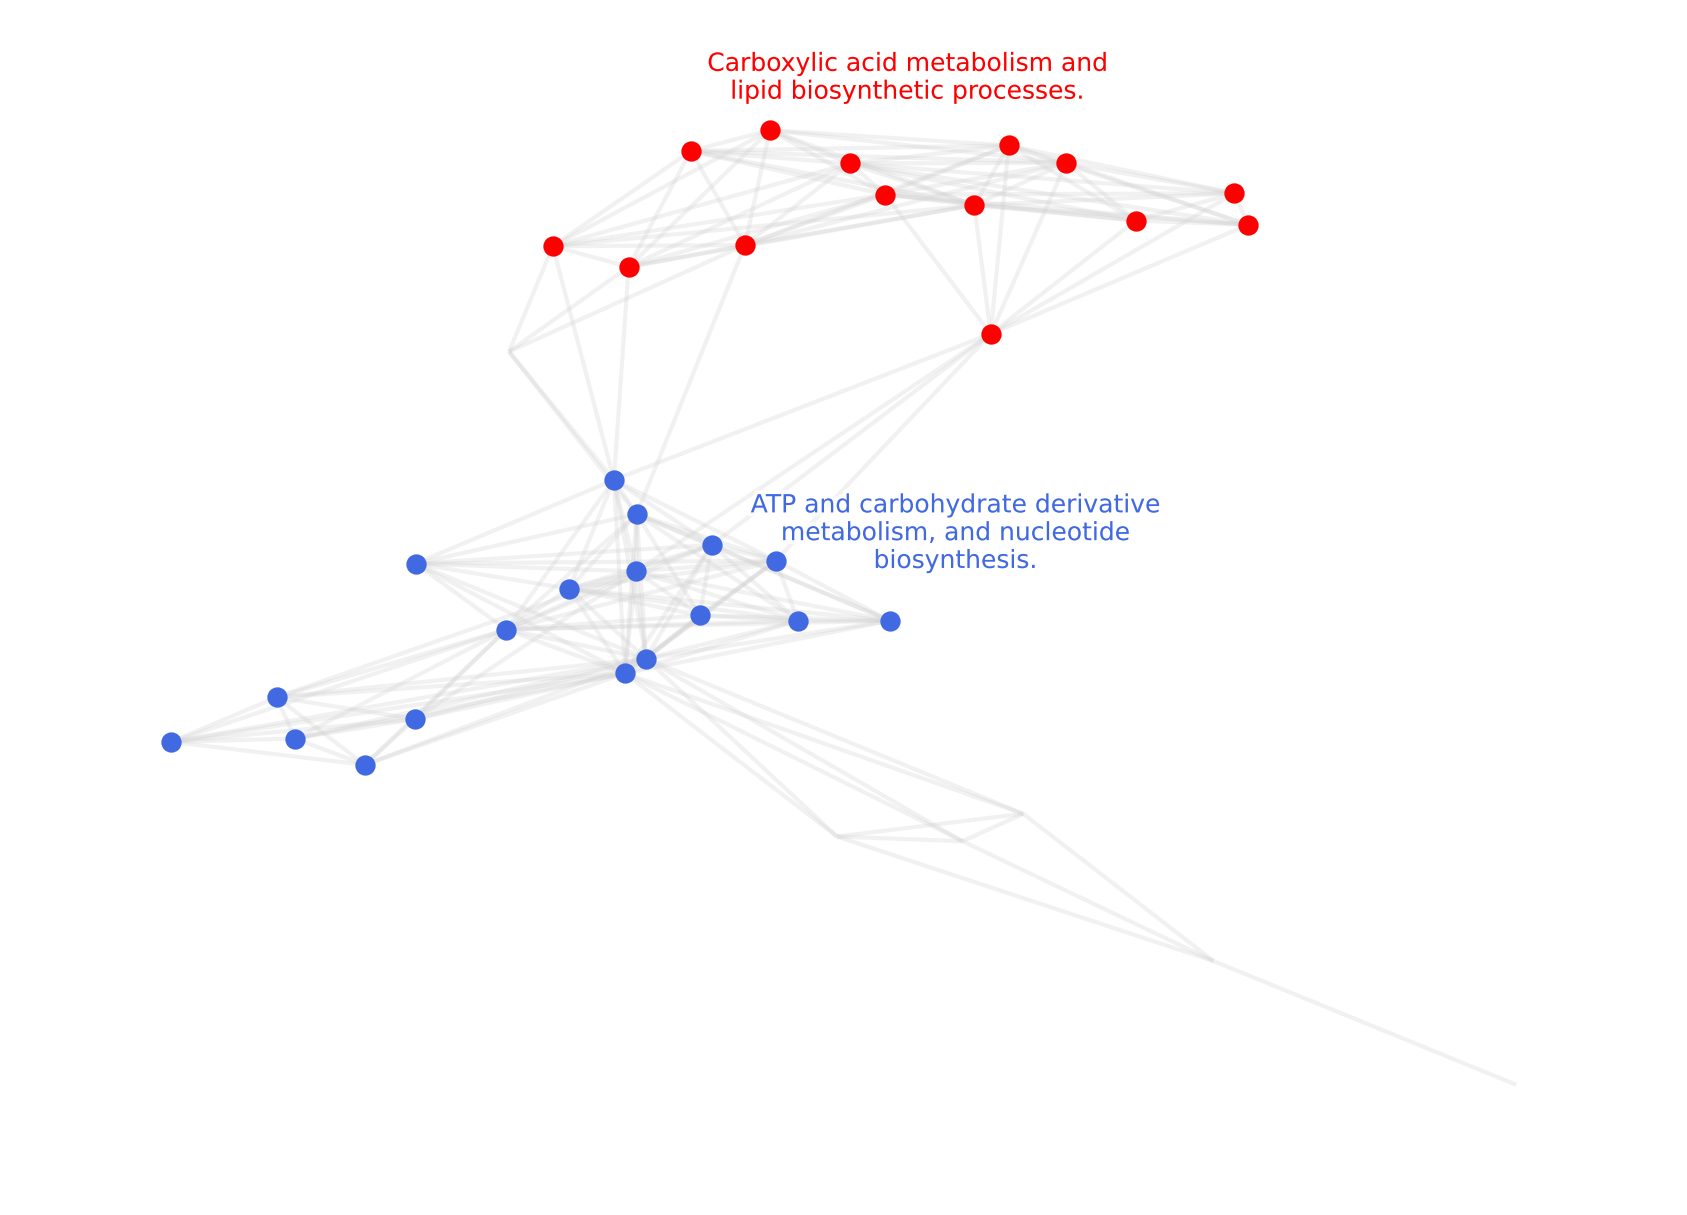 Carboxylic acid metabolism and
lipid biosynthetic processes.
ATP and carbohydrate derivative
metabolism, and nucleotide
biosynthesis.